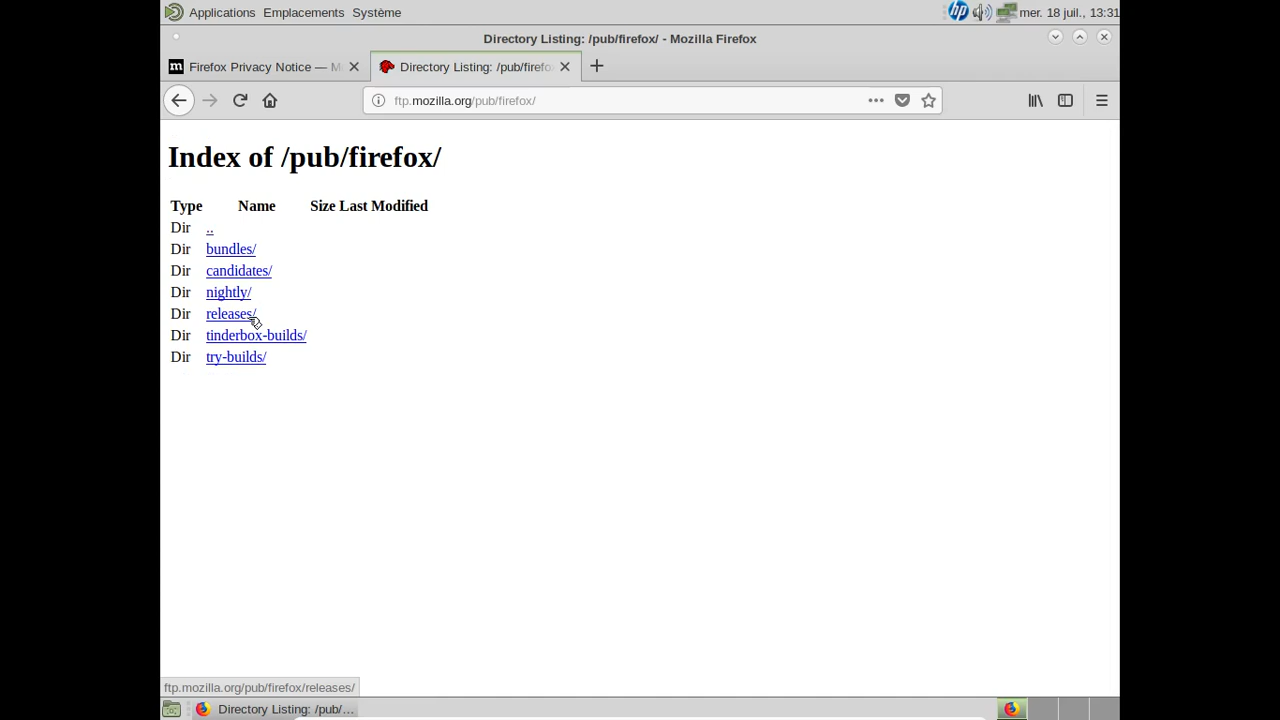 Applications Emplacements Système mer. 18 juil., 13:31
Directory Listing: /pub/firefox/ - Mozilla Firefox
m Firefox Privacy Notice — M Directory Listing: /pub/firefo
ftp.mozilla.org/pub/firefox/
Index of /pub/firefox/
Type Name Size Last Modified
Dir ..
Dir bundles/
Dir candidates/
Dir nightly/
Dir releases/
Dir tinderbox-builds/
Dir try-builds/
ftp.mozilla.org/pub/firefox/releases/
Directory Listing: /pub/...